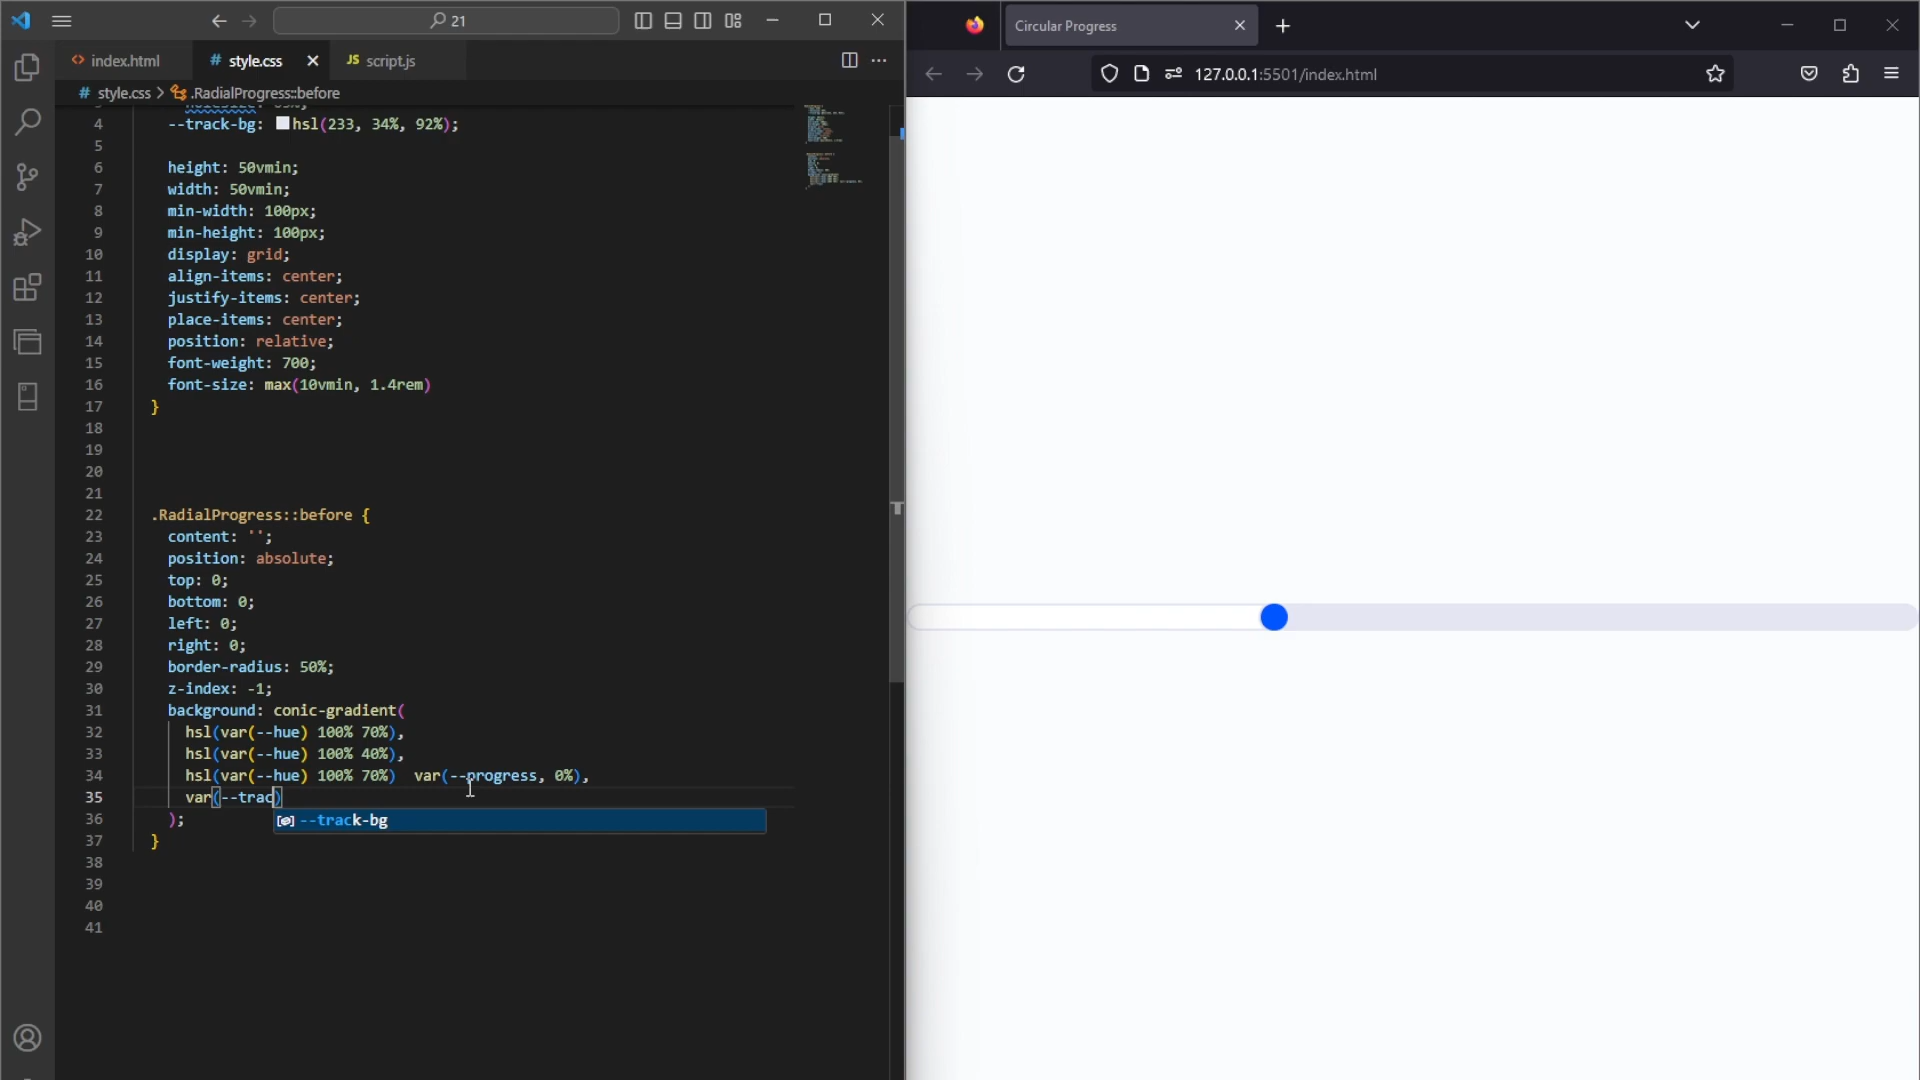 21
index.html
# style.css
JS script.js
# style.css > .RadialProgress::before
4 --track-bg: hsl(233, 34%, 92%);
5
6 height: 50vmin;
7 width: 50vmin;
8 min-width: 100px;
9 min-height: 100px;
10 display: grid;
11 align-items: center;
12 justify-items: center;
13 place-items: center;
14 position: relative;
15 font-weight: 700;
16 font-size: max(10vmin, 1.4rem)
17 }
18
19
20
21
22 .RadialProgress::before {
23 content: '';
24 position: absolute;
25 top: 0;
26 bottom: 0;
27 left: 0;
28 right: 0;
29 border-radius: 50%;
30 z-index: -1;
31 background: conic-gradient(
32 hsl(var(--hue) 100% 70%),
33 hsl(var(--hue) 100% 40%),
34 hsl(var(--hue) 100% 70%)  var(--progress, 0%),
35 var(--trac)
--track-bg
36 );
37 }
38
39
40
41
Circular Progress
127.0.0.1:5501/index.html